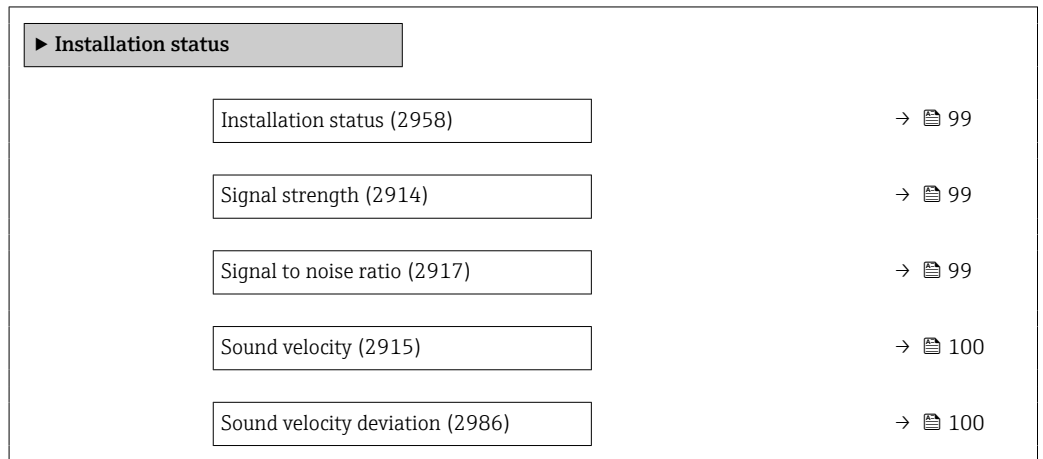 ► Installation status
Installation status (2958) → 99
Signal strength (2914) → 99
Signal to noise ratio (2917) → 99
Sound velocity (2915) → 100
Sound velocity deviation (2986) → 100